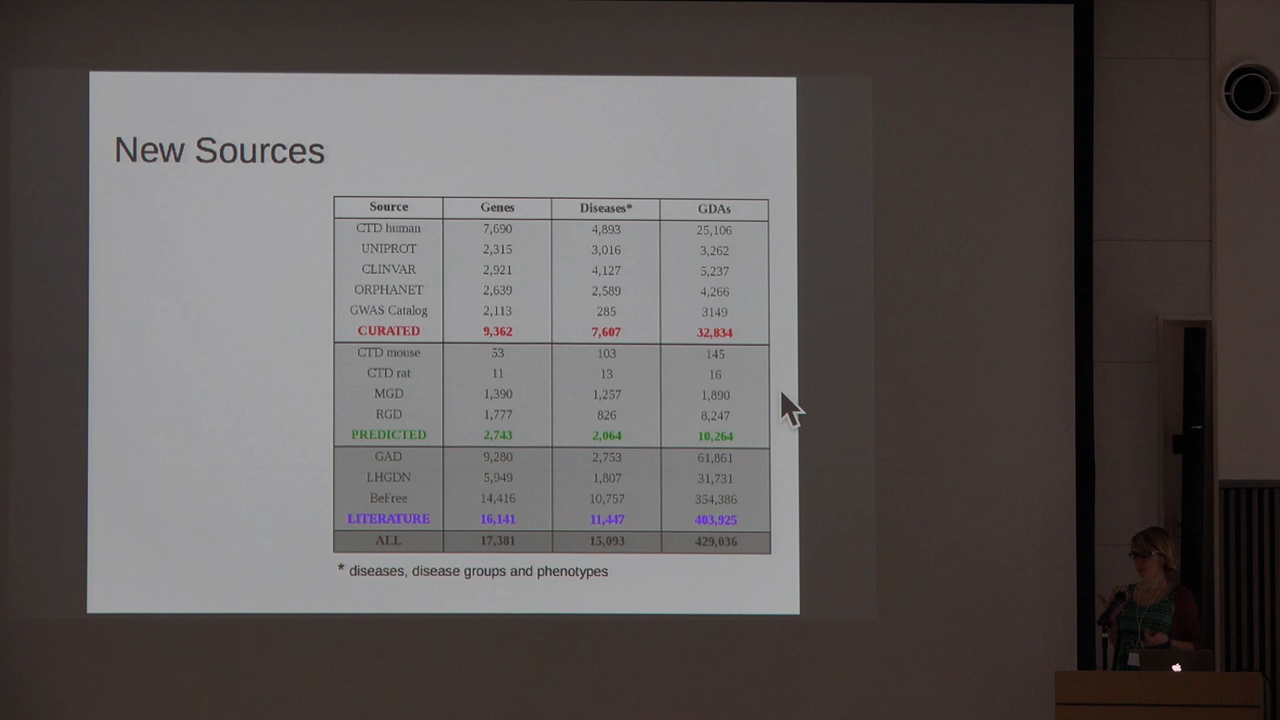 New Sources
Source Genes Diseases* GDAs
CTD human 7,690 4,893 25,106
UNIPROT 2,315 3,016 3,262
CLINVAR 2,921 4,127 5,237
ORPHANET 2,639 2,589 4,266
GWAS Catalog 2,113 285 3149
CURATED 9,362 7,607 32,834
CTD mouse 53 103 145
CTD rat 11 13 16
MGD 1,390 1,257 1,890
RGD 1,777 826 8,247
PREDICTED 2,743 2,064 10,264
GAD 9,280 2,753 61,861
LHGDN 5,949 1,807 31,731
BeFree 14,416 10,757 354,386
LITERATURE 16,141 11,447 403,925
ALL 17,381 15,093 429,036
* diseases, disease groups and phenotypes